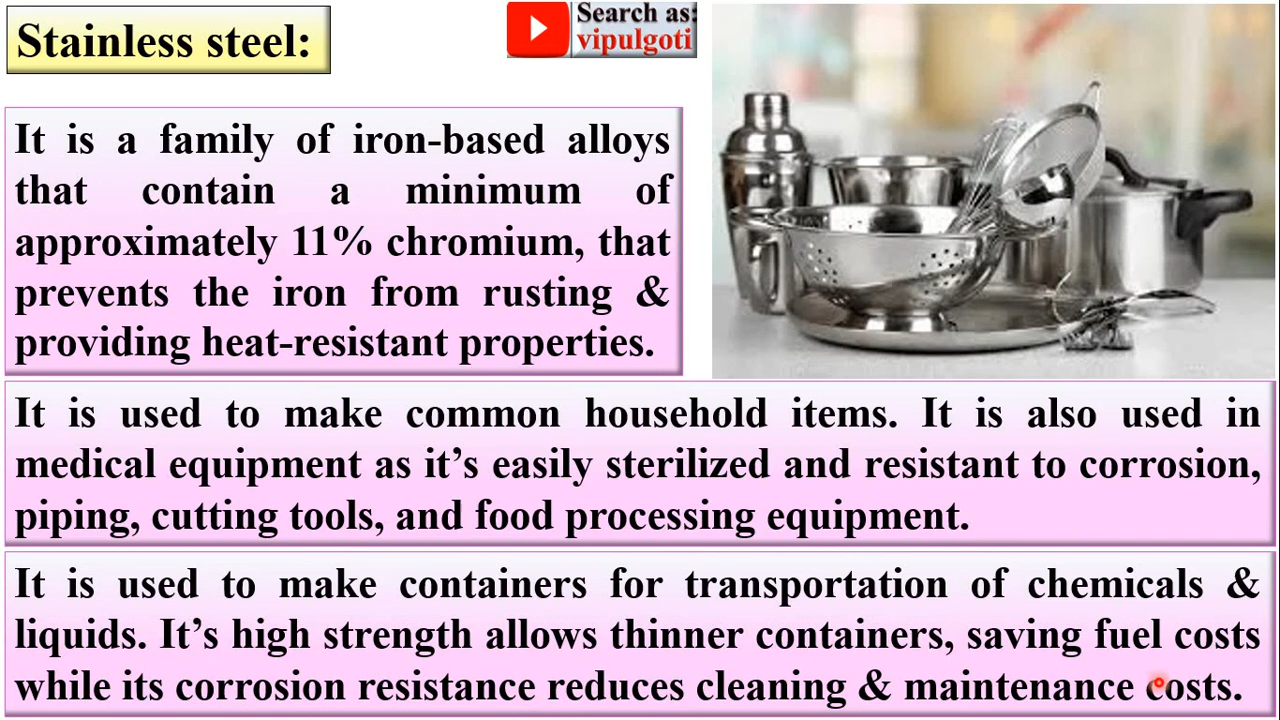 Stainless steel:
Search as:
vipulgoti
It is a family of iron-based alloys
that contain a minimum of
approximately 11% chromium, that
prevents the iron from rusting &
providing heat-resistant properties.
It is used to make common household items. It is also used in
medical equipment as it’s easily sterilized and resistant to corrosion,
piping, cutting tools, and food processing equipment.
It is used to make containers for transportation of chemicals &
liquids. It’s high strength allows thinner containers, saving fuel costs
while its corrosion resistance reduces cleaning & maintenance costs.